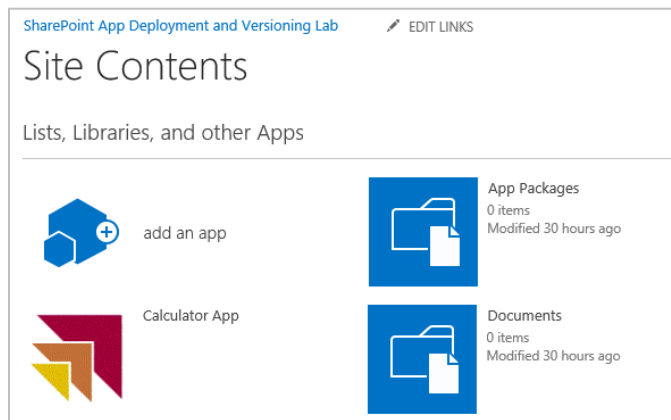 SharePoint App Deployment and Versioning Lab
EDIT LINKS
Site Contents
Lists, Libraries, and other Apps
add an app
App Packages
0 items
Modified 30 hours ago
Calculator App
Documents
0 items
Modified 30 hours ago